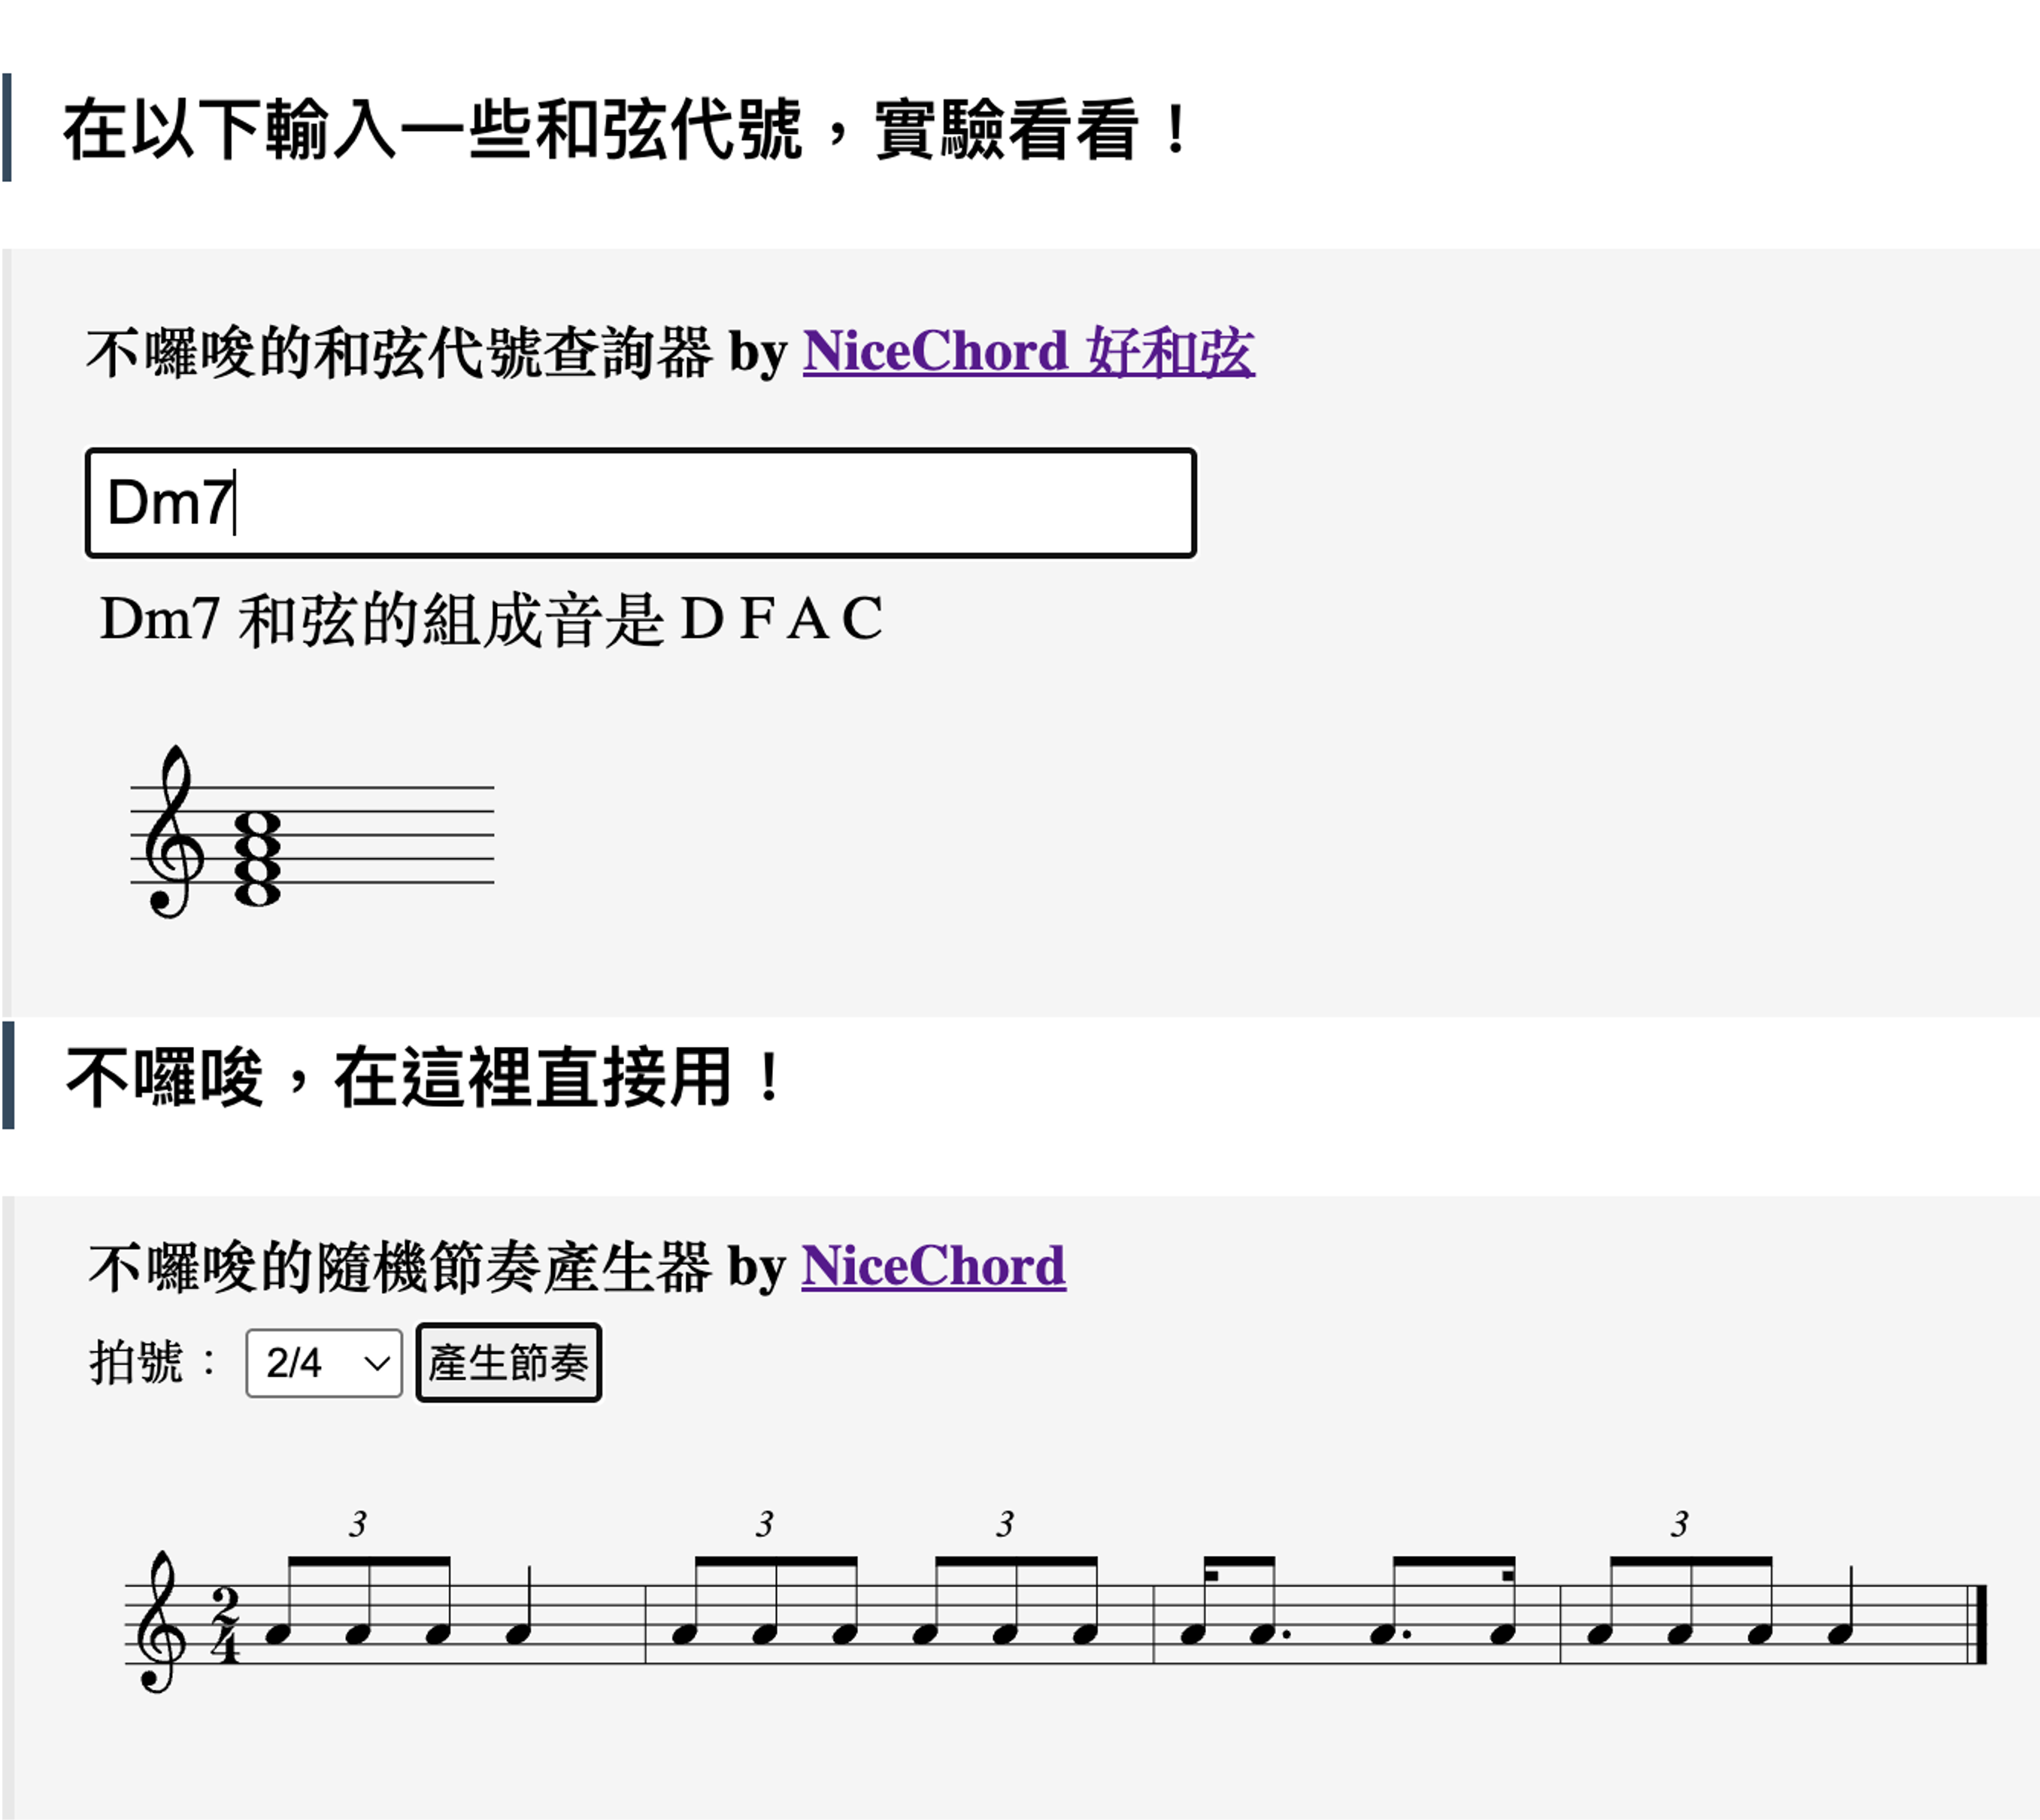 在以下輸入一些和弦代號，實驗看看！
不囉唆的和弦代號查詢器 by NiceChord 好和弦
Dm7
Dm7 和弦的組成音是 D F A C
不囉唆，在這裡直接用！
不囉唆的隨機節奏產生器 by NiceChord
拍號： 2/4 產生節奏
3 3 3 3
2
4